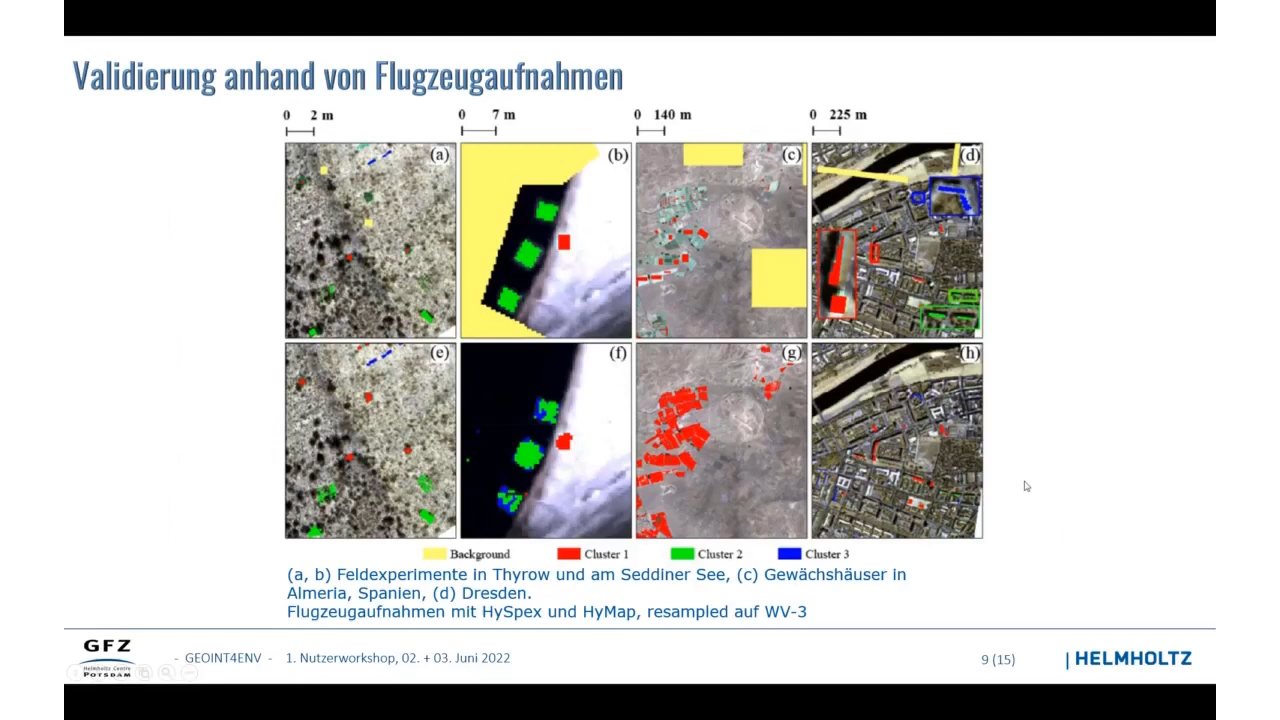 Validierung anhand von Flugzeugaufnahmen
0 2 m
0 7 m
0 140 m
0 225 m
(a)
(b)
(c)
(d)
(e)
(f)
(g)
(h)
Background
Cluster 1
Cluster 2
Cluster 3
(a, b) Feldexperimente in Thyrow und am Seddiner See, (c) Gewächshäuser in
Almeria, Spanien, (d) Dresden.
Flugzeugaufnahmen mit HySpex und HyMap, resampled auf WV-3
GFZ
Helmholtz Centre
POTSDAM
- GEOINT4ENV - 1. Nutzerworkshop, 02. + 03. Juni 2022
9 (15)
HELMHOLTZ